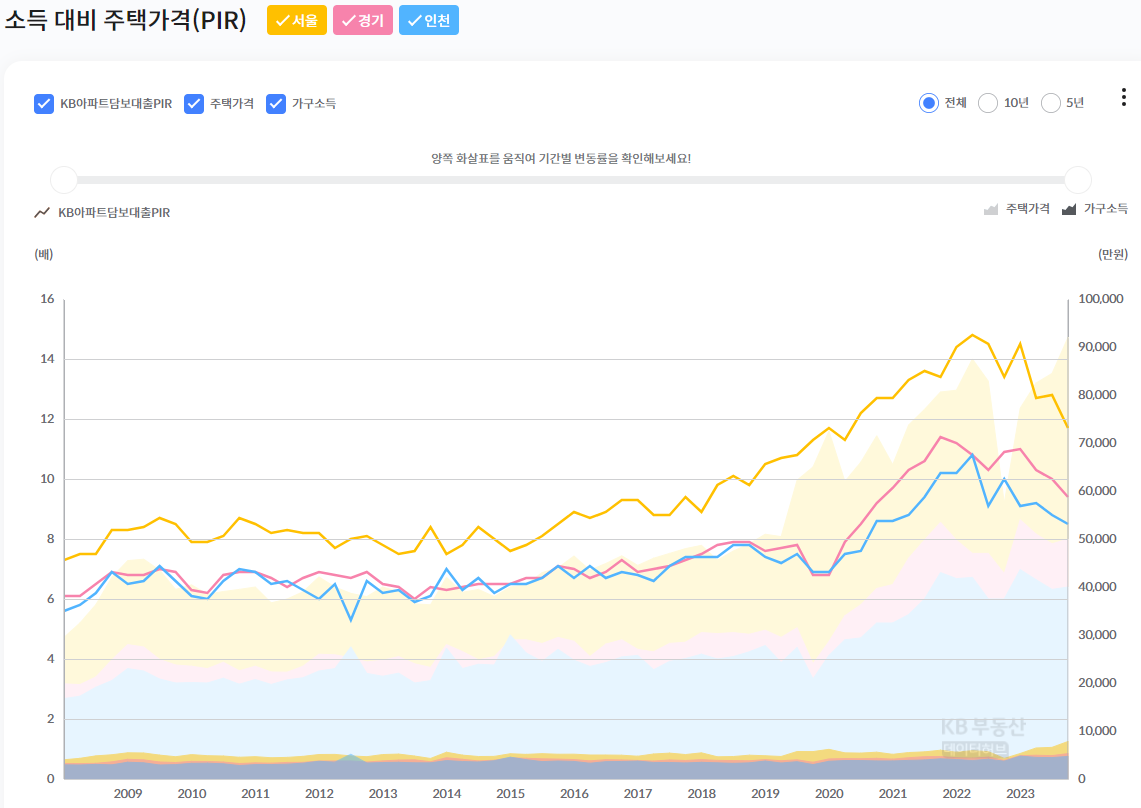 소득 대비 주택가격(PIR) 서울 경기 인천
KB아파트담보대출PIR 주택가격 가구소득 전체 10년 5년
양쪽 화살표를 움직여 기간별 변동률을 확인해보세요!
KB아파트담보대출PIR 주택가격 가구소득
(배) (만원)
16 100,000
14 90,000
12 80,000
10 70,000
8 60,000
6 50,000
4 40,000
2 30,000
0 20,000
10,000
0
KB 부동산
데이터허브
2009 2010 2011 2012 2013 2014 2015 2016 2017 2018 2019 2020 2021 2022 2023